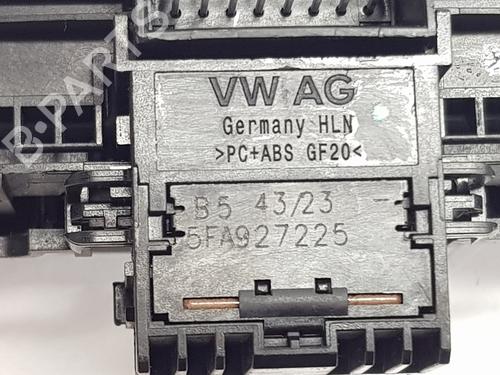 VW AG
Germany HLN
>PC+ABS GF20<
B5 43/23 -
5FA927225
B-PARTS